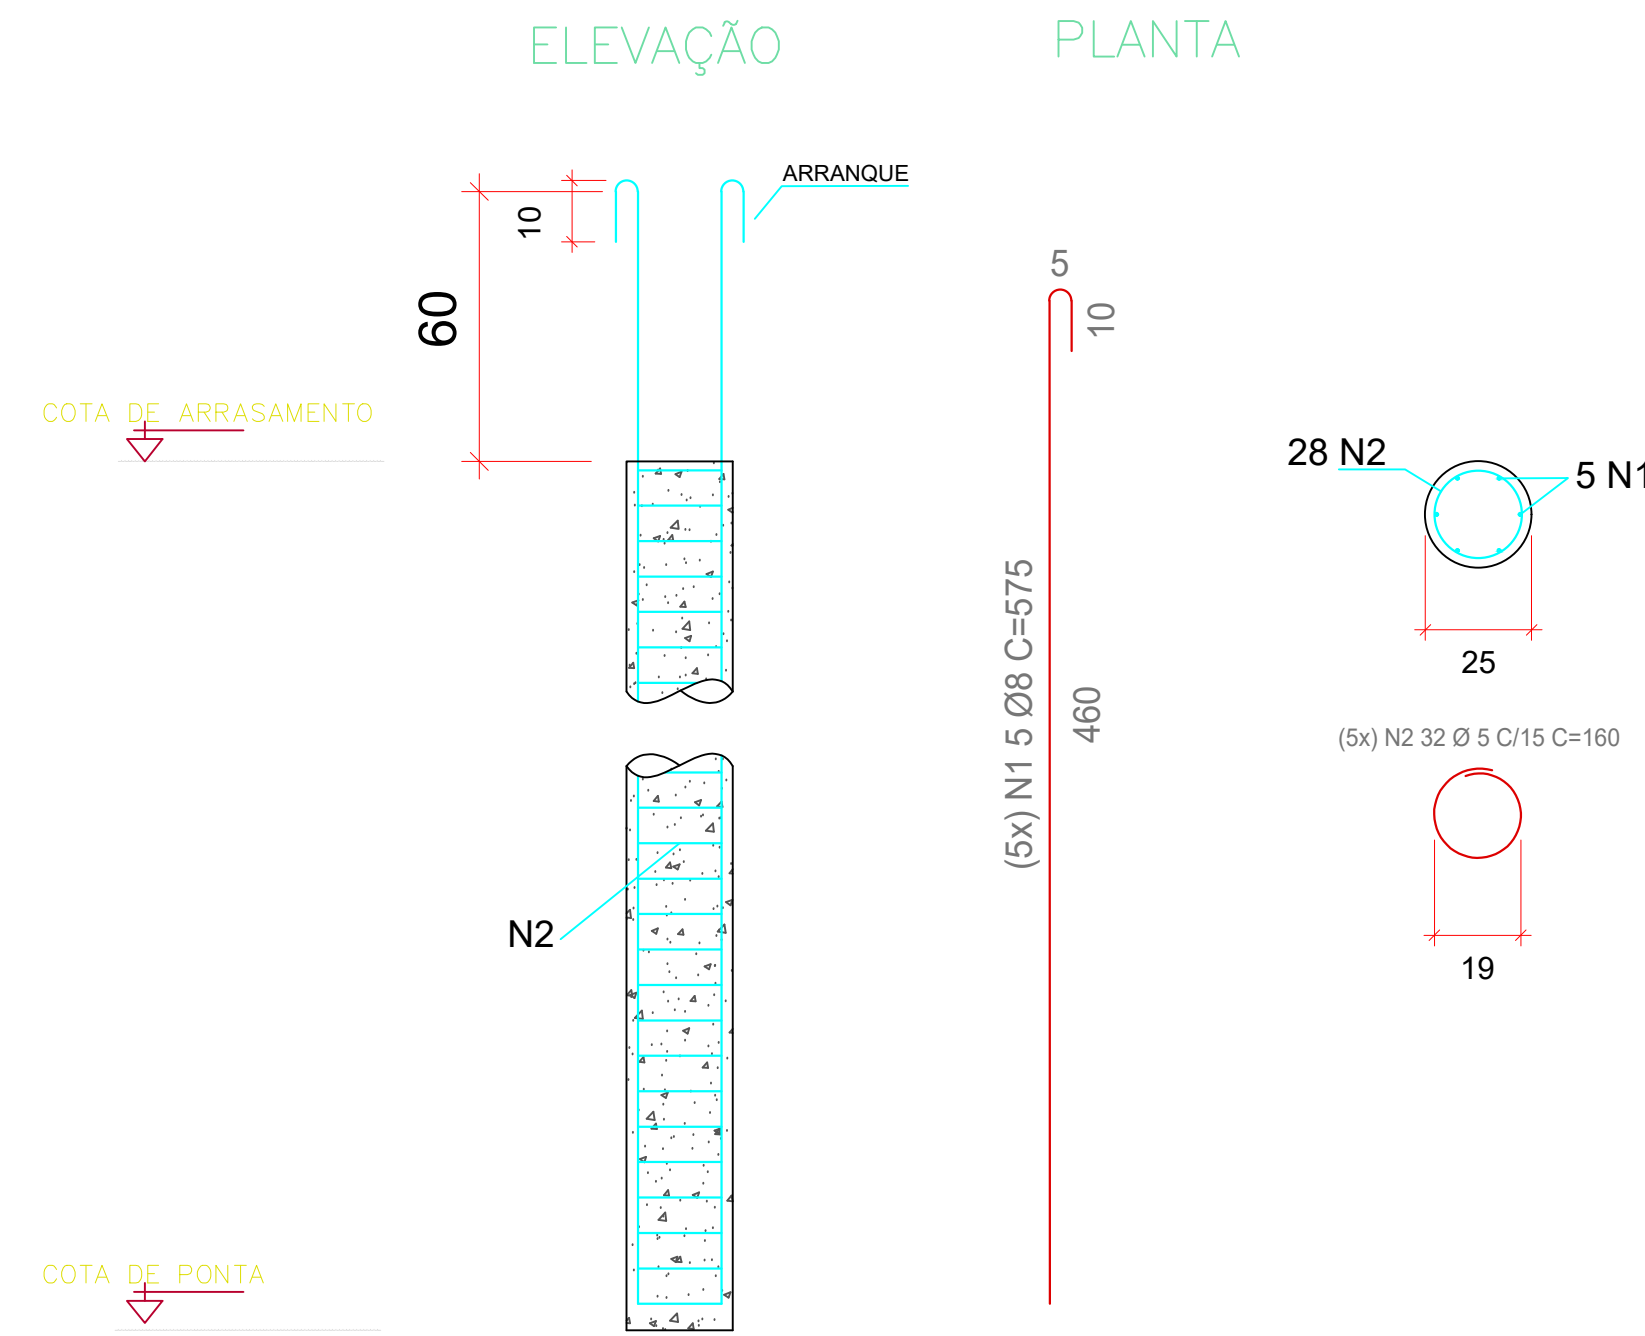 ELEVAÇÃO
PLANTA
ARRANQUE
10
60
5
10
COTA DE ARRASAMENTO
28 N2
5 N1
25
(5x) N1 5 Ø8 C=575
460
(5x) N2 32 Ø 5 C/15 C=160
N2
19
COTA DE PONTA